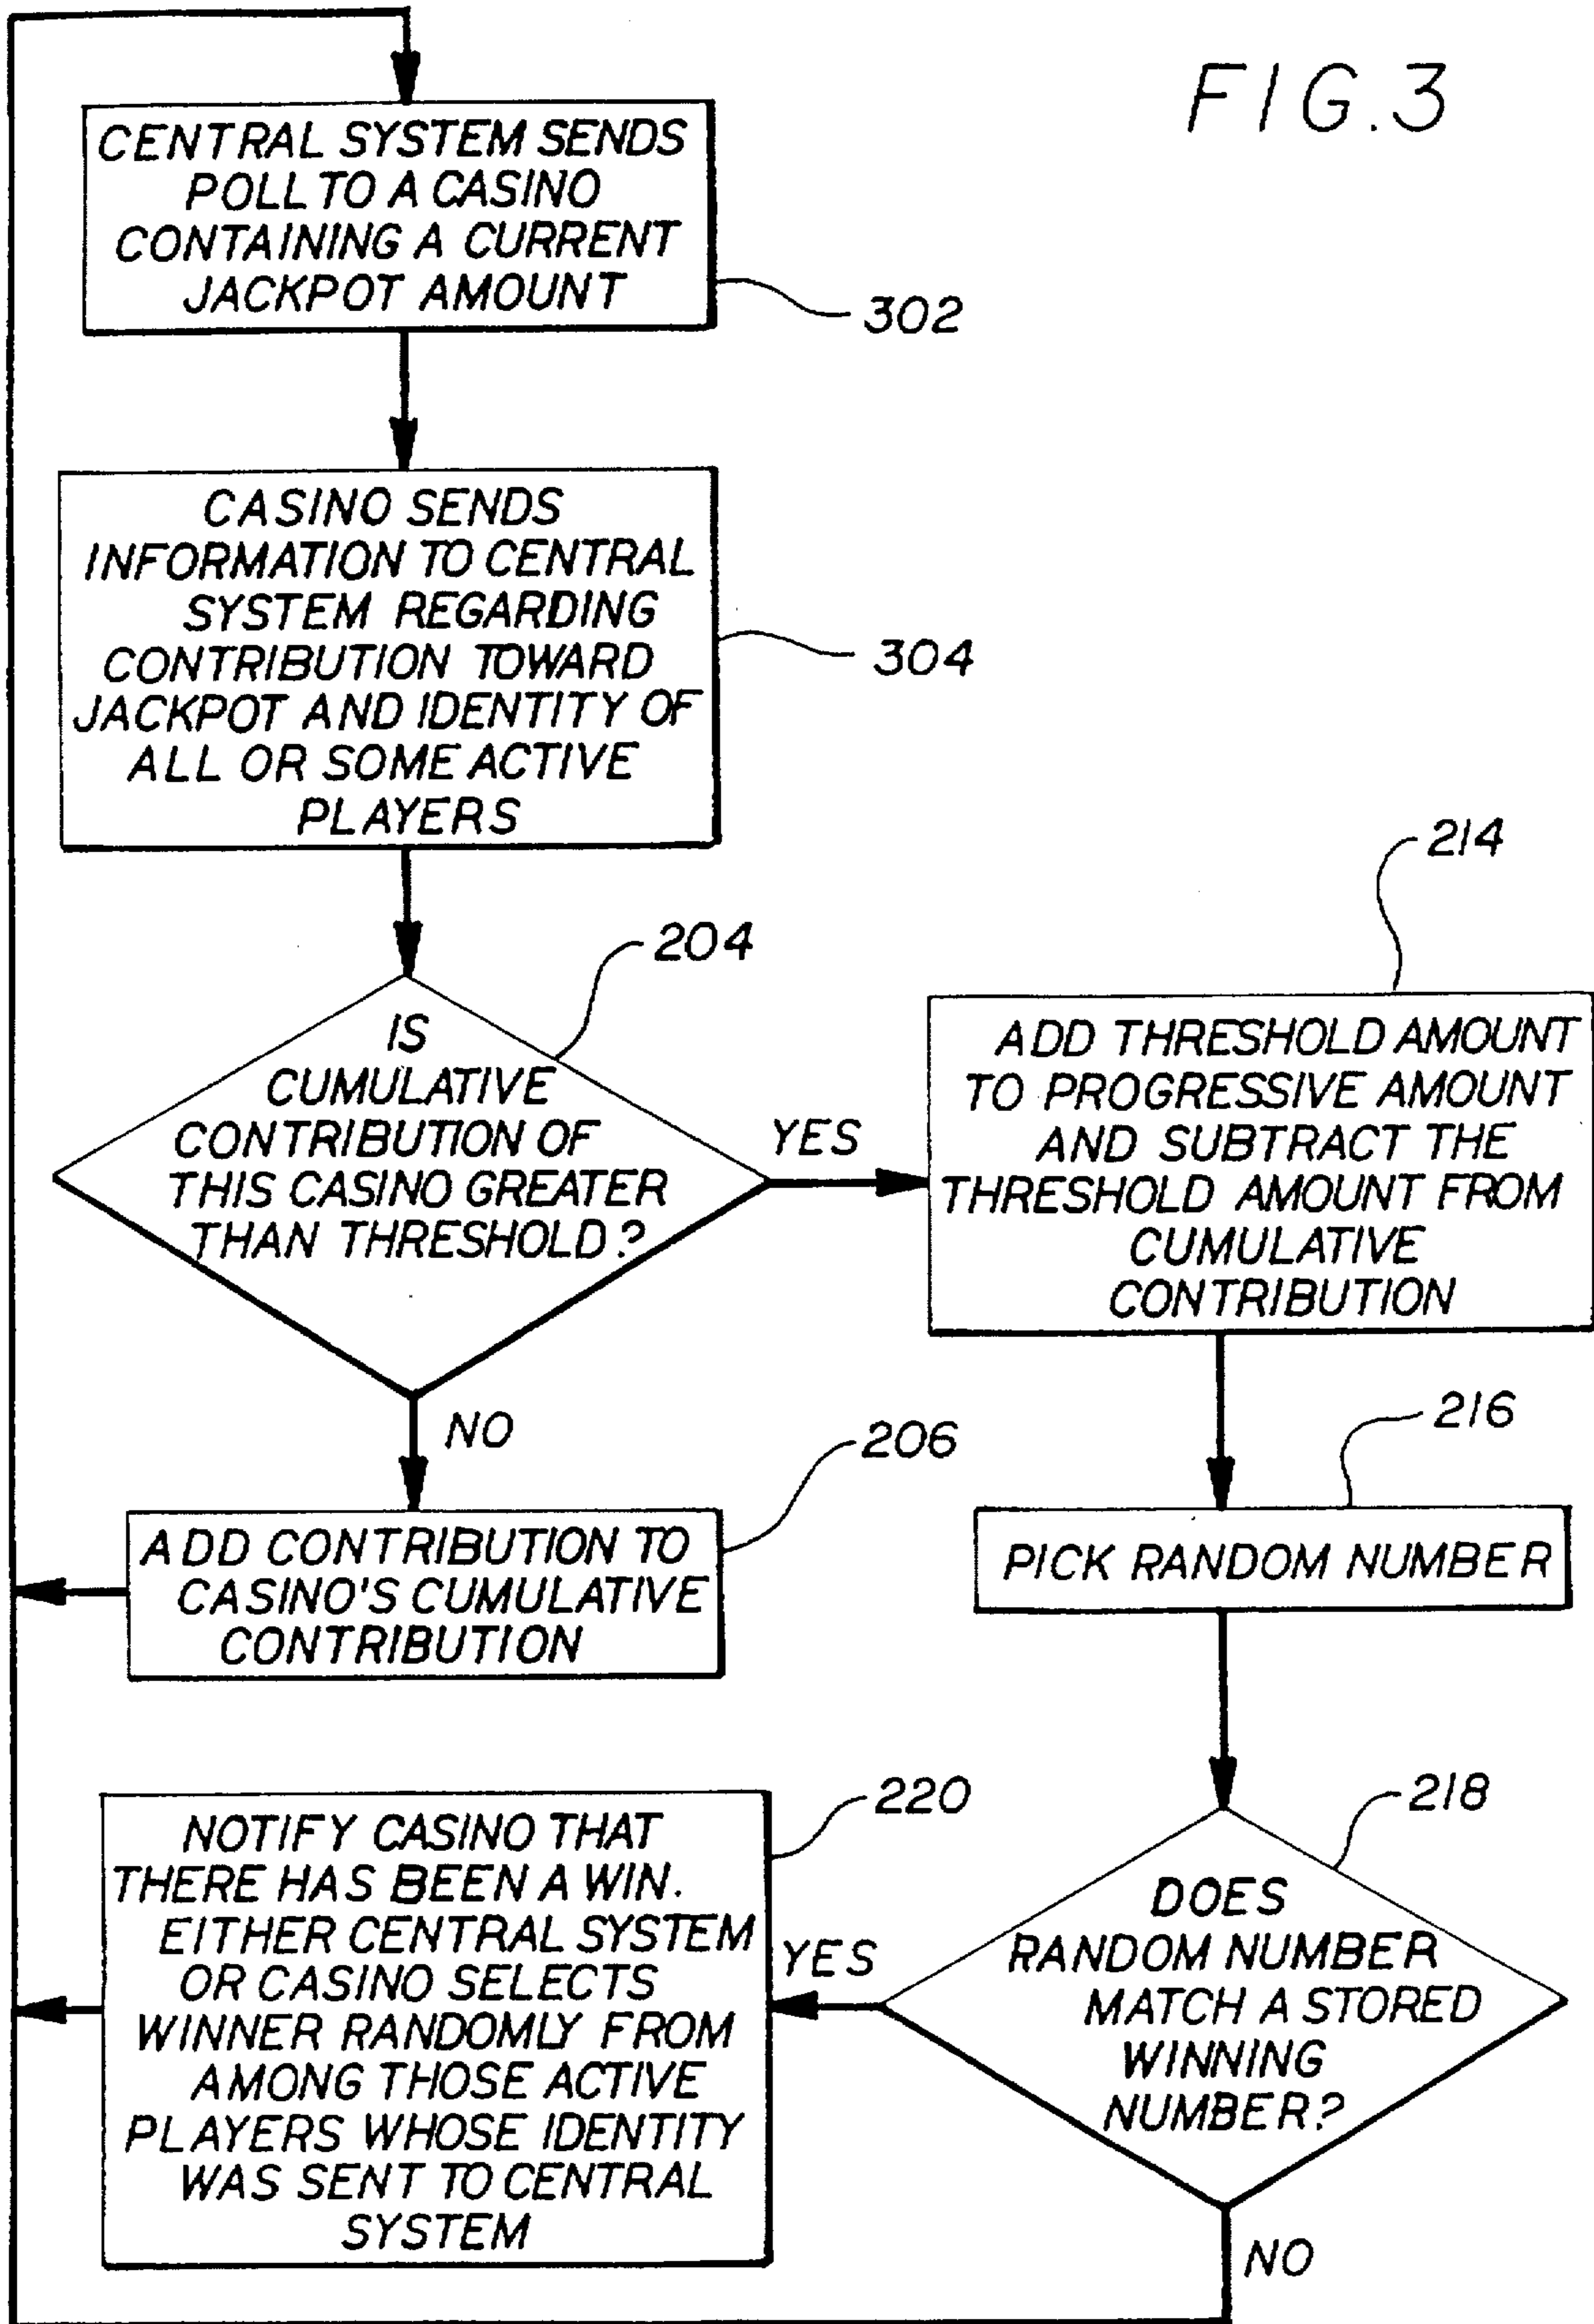 FIG.3
CENTRAL SYSTEM SENDS
POLL TO A CASINO
CONTAINING A CURRENT
JACKPOT AMOUNT
302
CASINO SENDS
INFORMATION TO CENTRAL
SYSTEM REGARDING
CONTRIBUTION TOWARD
JACKPOT AND IDENTITY OF
ALL OR SOME ACTIVE
PLAYERS
304
204
IS
CUMULATIVE
CONTRIBUTION OF
THIS CASINO GREATER
THAN THRESHOLD?
YES
NO
214
ADD THRESHOLD AMOUNT
TO PROGRESSIVE AMOUNT
AND SUBTRACT THE
THRESHOLD AMOUNT FROM
CUMULATIVE
CONTRIBUTION
206
ADD CONTRIBUTION TO
CASINO'S CUMULATIVE
CONTRIBUTION
216
PICK RANDOM NUMBER
218
DOES
RANDOM NUMBER
MATCH A STORED
WINNING
NUMBER?
YES
NO
220
NOTIFY CASINO THAT
THERE HAS BEEN A WIN.
EITHER CENTRAL SYSTEM
OR CASINO SELECTS
WINNER RANDOMLY FROM
AMONG THOSE ACTIVE
PLAYERS WHOSE IDENTITY
WAS SENT TO CENTRAL
SYSTEM